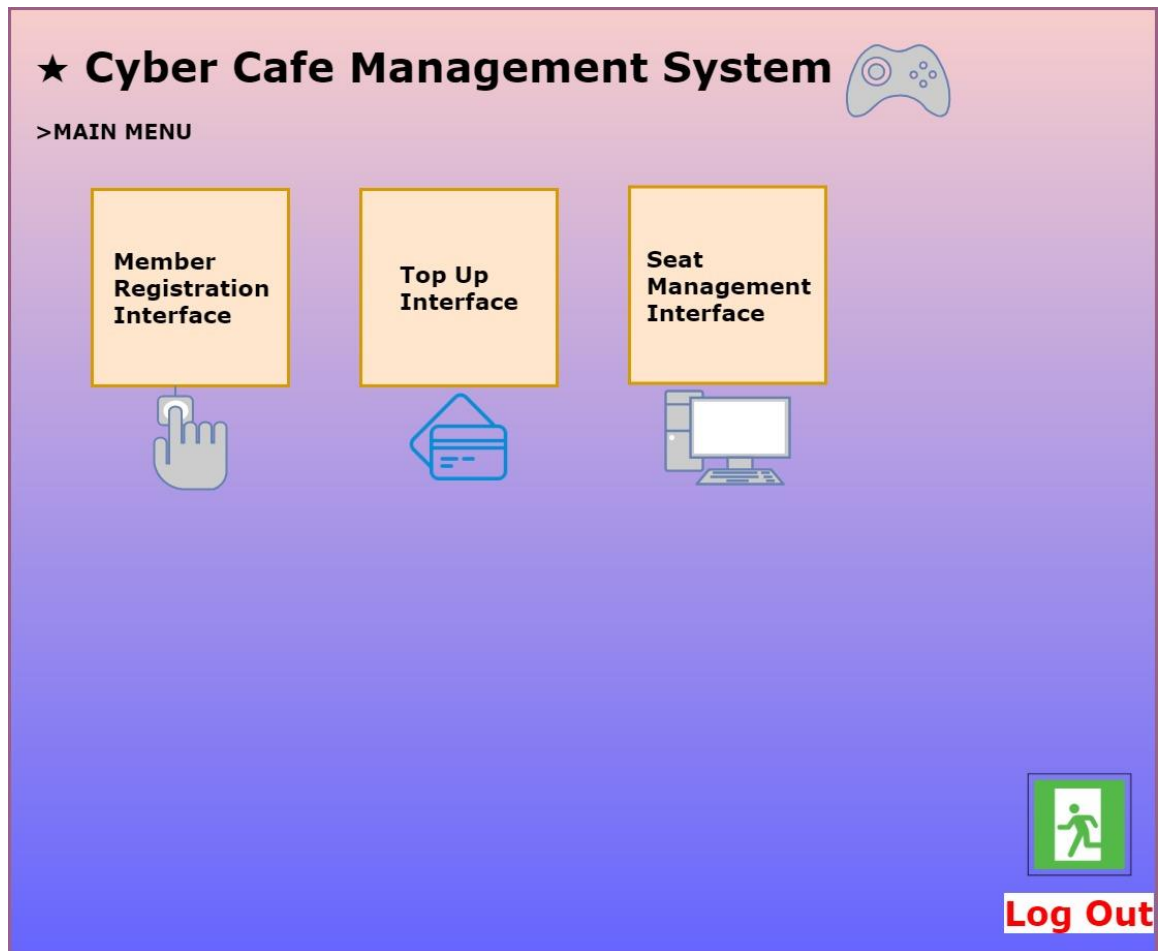 ★ Cyber Cafe Management System
>MAIN MENU
Member
Registration
Interface
Top Up
Interface
Seat
Management
Interface
Log Out